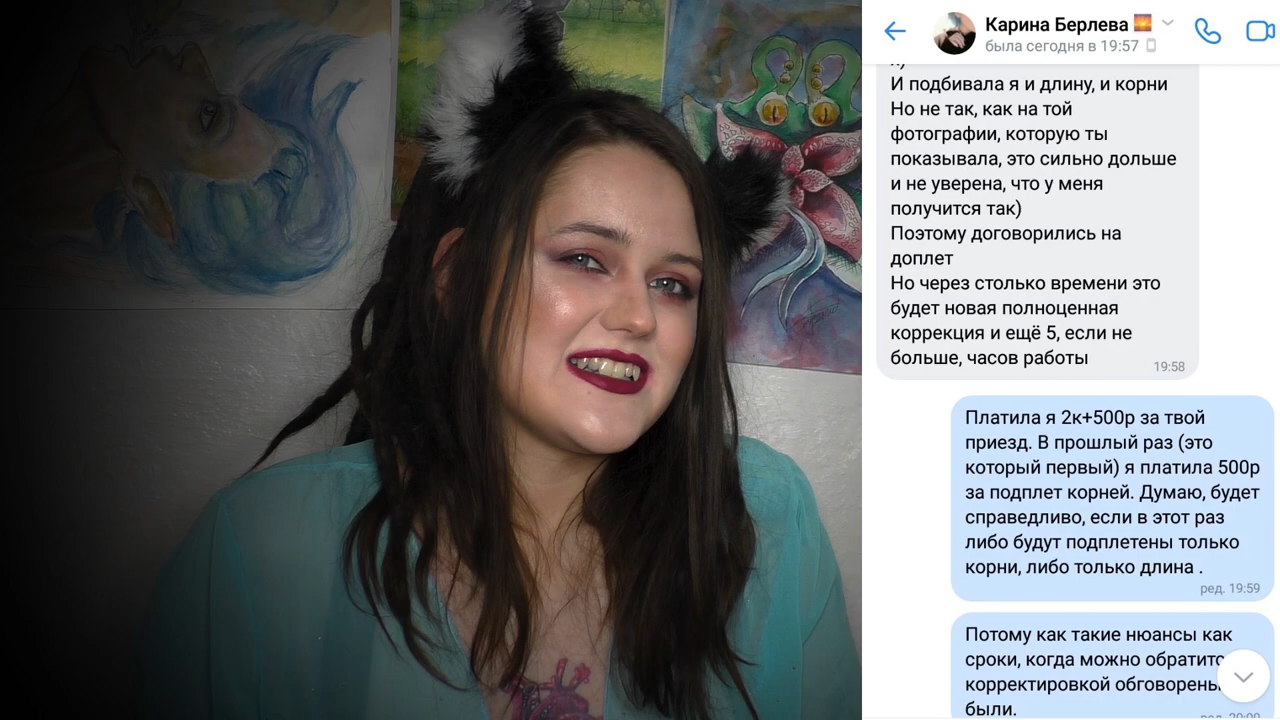 Карина Берлева
была сегодня в 19:57
И подбивала я и длину, и корни
Но не так, как на той
фотографии, которую ты
показывала, это сильно дольше
и не уверена, что у меня
получится так)
Поэтому договорились на
доплет
Но через столько времени это
будет новая полноценная
коррекция и ещё 5, если не
больше, часов работы
19:58
Платила я 2к+500р за твой
приезд. В прошлый раз (это
который первый) я платила 500р
за подплет корней. Думаю, будет
справедливо, если в этот раз
либо будут подплетены только
корни, либо только длина .
ред. 19:59
Потому как такие нюансы как
сроки, когда можно
корректировкой
были.